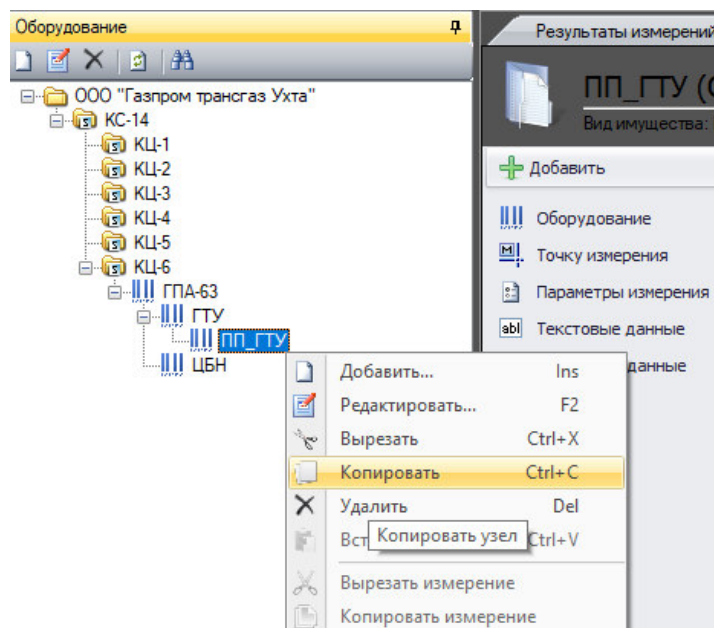 Оборудование
ООО "Газпром трансгаз Ухта"
КС-14
КЦ-1
КЦ-2
КЦ-3
КЦ-4
КЦ-5
КЦ-6
ГПА-63
ГТУ
ПП_ГТУ
ЦБН
Результаты измерений
ПП_ГТУ (
Вид имущества:
Добавить
Оборудование
Точку измерения
Параметры измерения
abl Текстовые данные
данные
Добавить... Ins
Редактировать... F2
Вырезать Ctrl+X
Копировать Ctrl+C
Удалить Del
Вст Ctrl+V
Копировать узел
Вырезать измерение
Копировать измерение